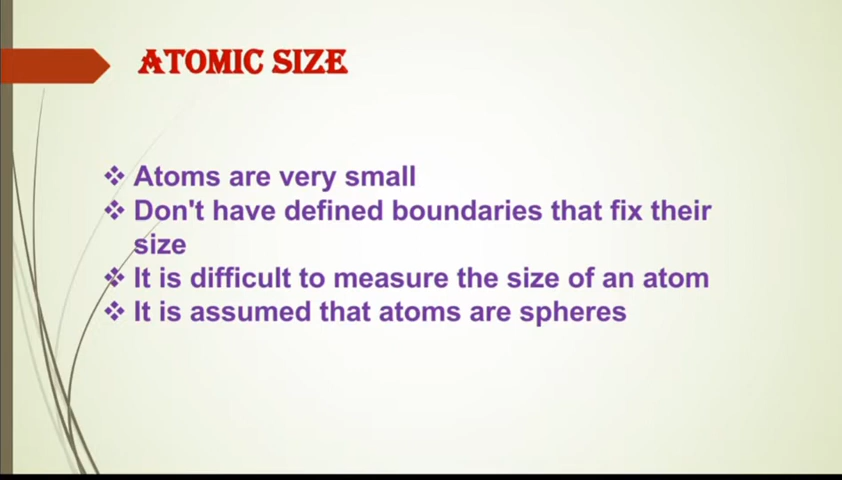 ATOMIC SIZE
❖ Atoms are very small
❖ Don't have defined boundaries that fix their
size
❖ It is difficult to measure the size of an atom
❖ It is assumed that atoms are spheres